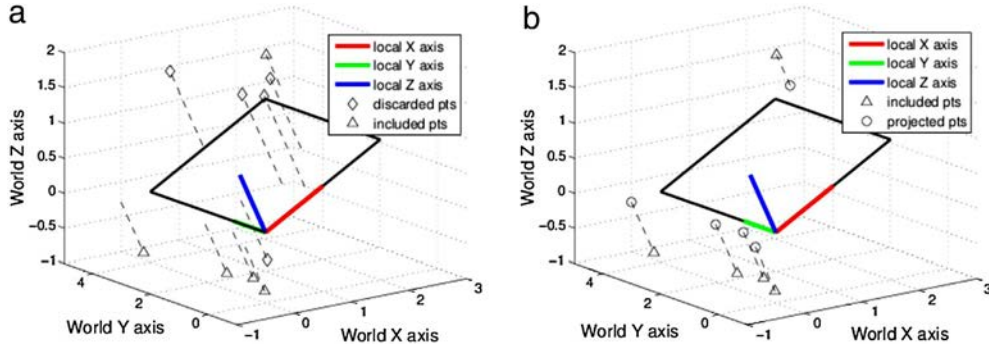 a
b
2
1.5
1
0.5
0
−0.5
−1
World Z axis
4
2
0
World Y axis
−1
0
1
2
3
World X axis
local X axis
local Y axis
local Z axis
discarded pts
included pts
2
1.5
1
0.5
0
−0.5
−1
World Z axis
4
2
0
World Y axis
−1
0
1
2
3
World X axis
local X axis
local Y axis
local Z axis
included pts
projected pts